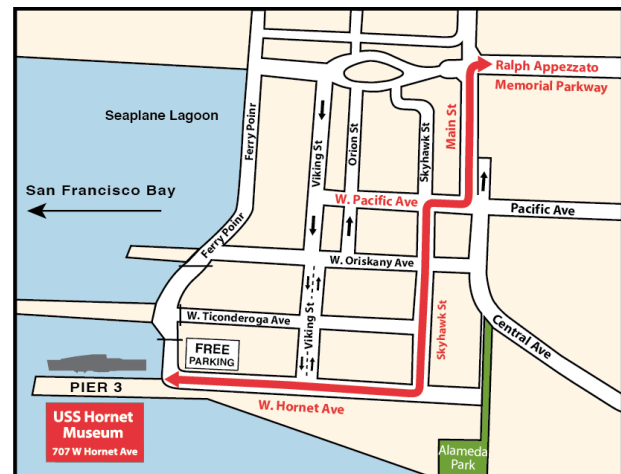 Ralph Appezzato
Memorial Parkway
Seaplane Lagoon
Ferry Poinr
Main St
Orion St
Skyhawk St
Viking St
San Francisco Bay
W. Pacific Ave
Pacific Ave
Ferry Poinr
W. Oriskany Ave
W. Ticonderoga Ave
Viking St
Skyhawk St
Central Ave
FREE
PARKING
PIER 3
W. Hornet Ave
USS Hornet
Museum
707 W Hornet Ave
Alameda
Park